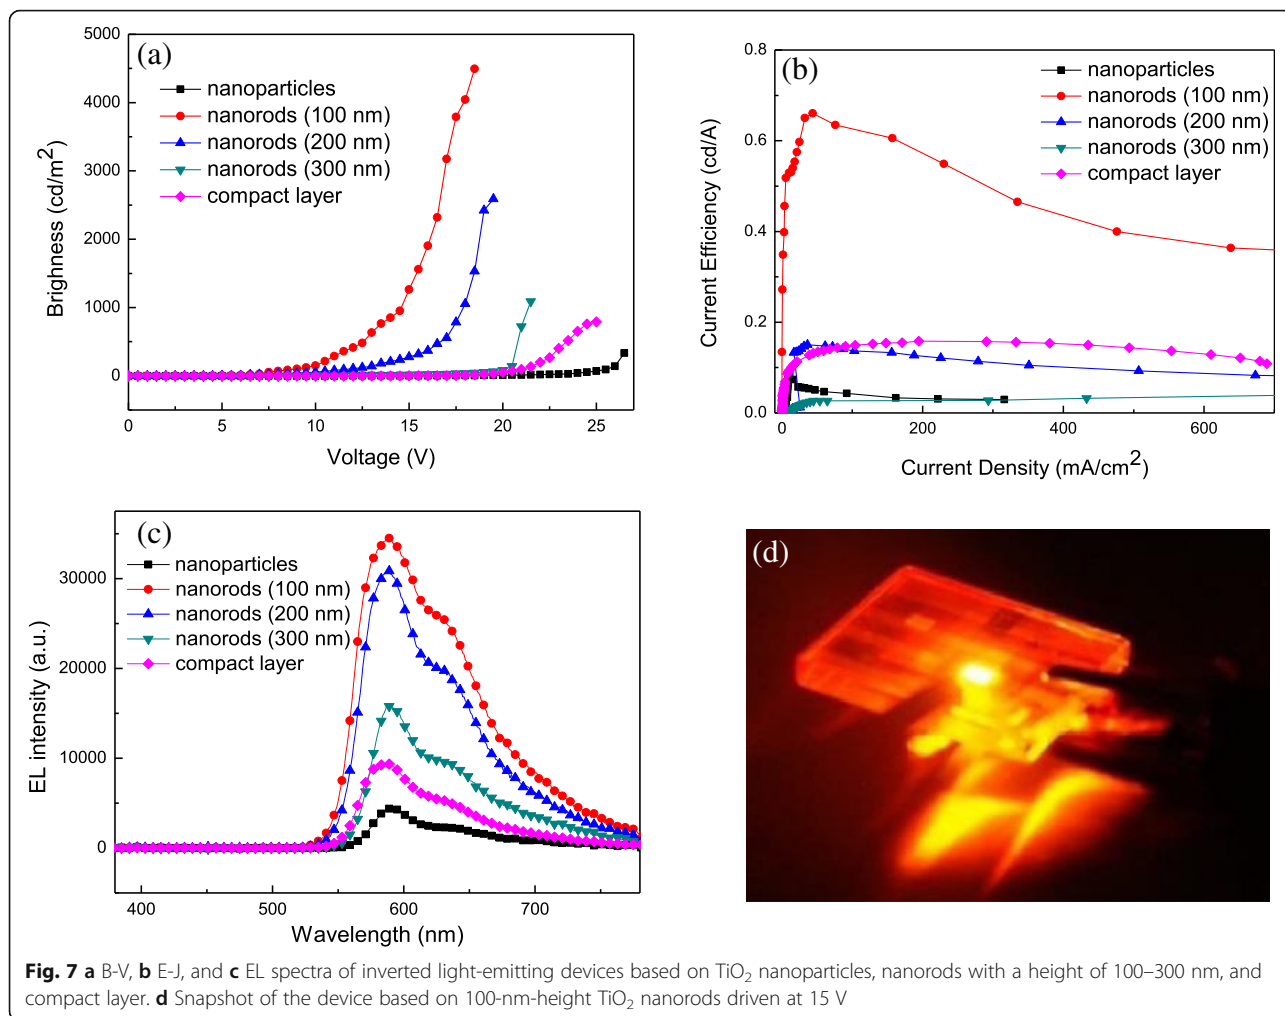 (a)
nanoparticles
nanorods (100 nm)
nanorods (200 nm)
nanorods (300 nm)
compact layer
5000
4000
3000
2000
1000
0
Brighness (cd/m2)
0 5 10 15 20 25
Voltage (V)
(b)
nanoparticles
nanorods (100 nm)
nanorods (200 nm)
nanorods (300 nm)
compact layer
0.8
0.6
0.4
0.2
0.0
Current Efficiency (cd/A)
0 200 400 600
Current Density (mA/cm2)
(c)
nanoparticles
nanorods (100 nm)
nanorods (200 nm)
nanorods (300 nm)
compact layer
30000
20000
10000
0
EL intensity (a.u.)
400 500 600 700
Wavelength (nm)
(d)
Fig. 7 a B-V, b E-J, and c EL spectra of inverted light-emitting devices based on TiO2 nanoparticles, nanorods with a height of 100–300 nm, and
compact layer. d Snapshot of the device based on 100-nm-height TiO2 nanorods driven at 15 V